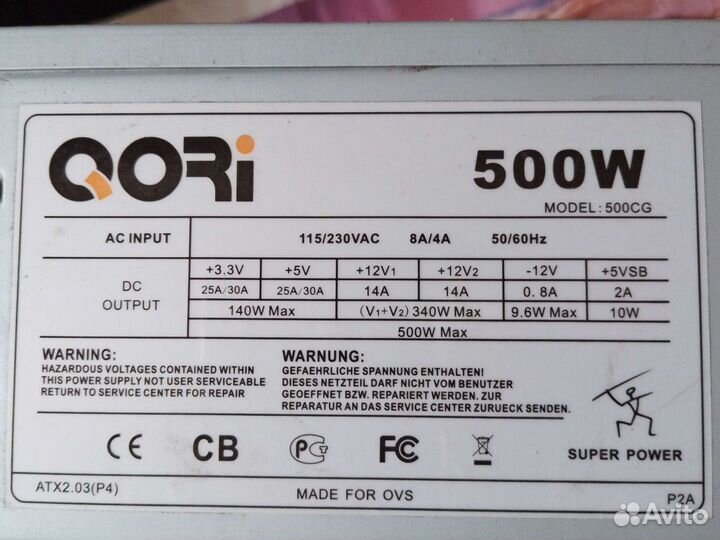 QORi
500W
MODEL: 500CG
AC INPUT 115/230VAC 8A/4A 50/60Hz
DC OUTPUT
+3.3V +5V +12V1 +12V2 -12V +5VSB
25A/30A 25A/30A 14A 14A 0.8A 2A
140W Max (V1+V2) 340W Max 9.6W Max 10W
500W Max
WARNING:
HAZARDOUS VOLTAGES CONTAINED WITHIN
THIS POWER SUPPLY NOT USER SERVICEABLE
RETURN TO SERVICE CENTER FOR REPAIR
WARNUNG:
GEFAEHRLICHE SPANNUNG ENTHALTEN!
DIESES NETZTEIL DARF NICHT VOM BENUTZER
GEOEFFNET BZW. REPARIERT WERDEN. ZUR
REPARATUR AN DAS SERVICE CENTER ZURUECK SENDEN.
CE CB PG FC
SUPER POWER
ATX2.03(P4) MADE FOR OVS P2A
Avito